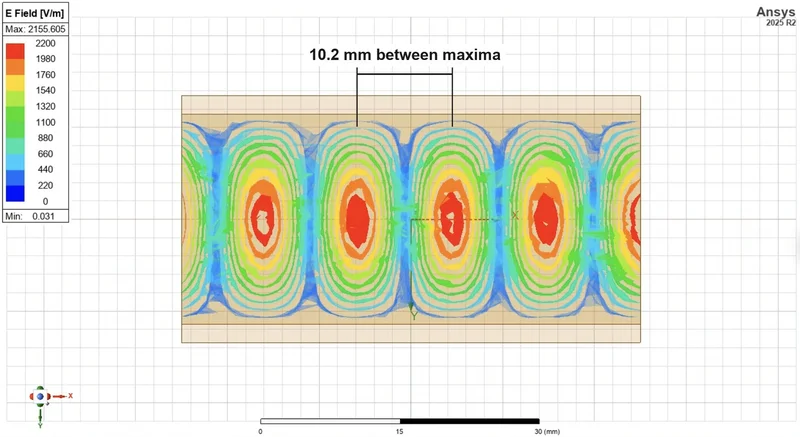 E Field [V/m]
Max: 2155.605
2200
1980
1760
1540
1320
1100
880
660
440
220
0
Min: 0.031
Ansys
2025 R2
10.2 mm between maxima
X
Y
X
Y
0
15
30 (mm)